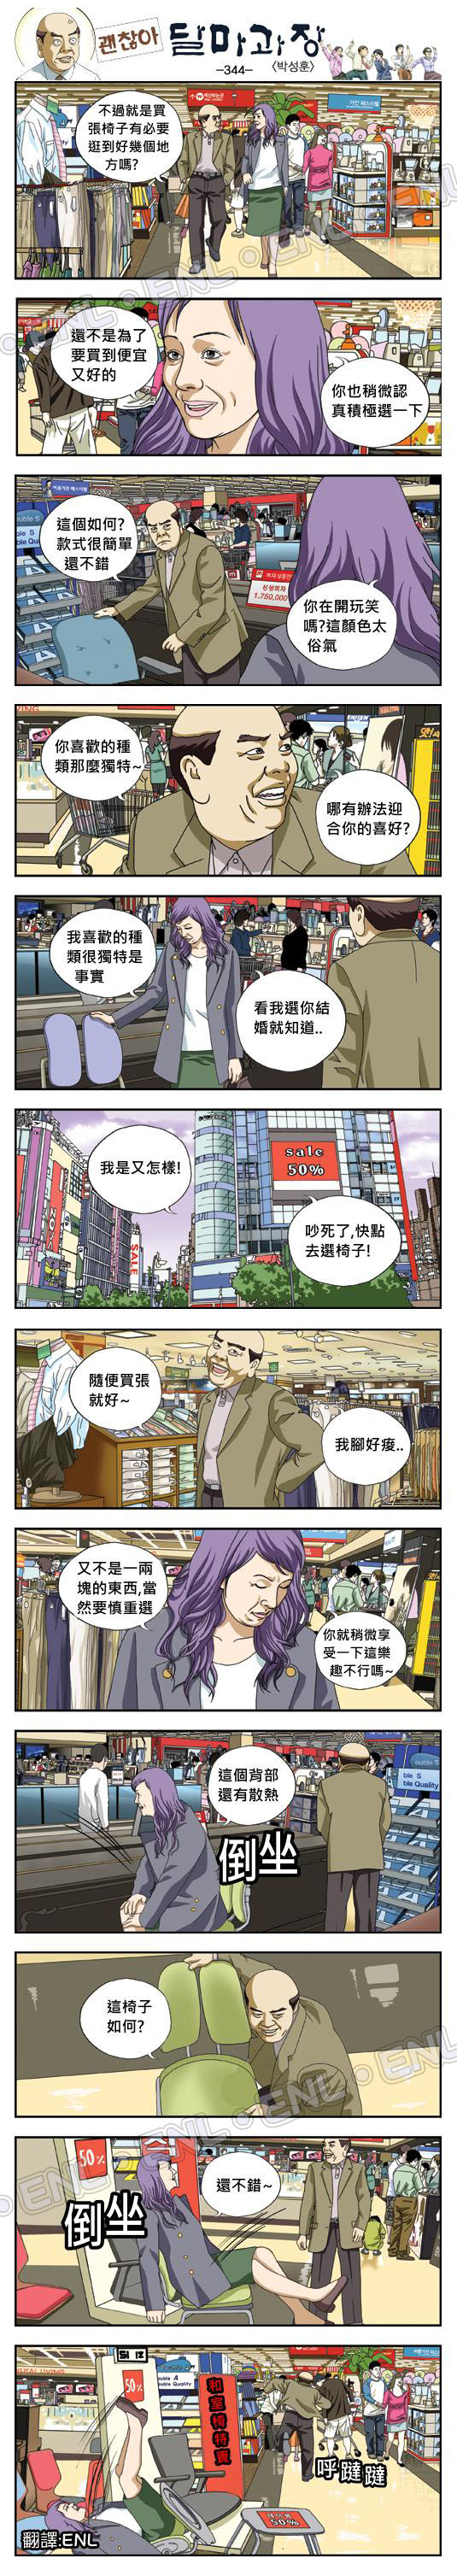 괜찮아
달마과장
-344-
<박성훈>
不過就是買
張椅子有必要
逛到好幾個地
方嗎?
還不是為了
要買到便宜
又好的
你也稍微認
真積極選一下
這個如何?
款式很簡單
還不錯
1,750,000
你在開玩笑
嗎?這顏色太
俗氣
你喜歡的種
類那麼獨特~
哪有辦法迎
合你的喜好?
我喜歡的種
類很獨特是
事實
看我選你結
婚就知道..
我是又怎樣!
sale
50%
SALE
吵死了,快點
去選椅子!
隨便買張
就好~
我腳好痠..
又不是一兩
塊的東西,當
然要慎重選
你就稍微享
受一下這樂
趣不行嗎~
這個背部
還有散熱
ble Quality
倒坐
這椅子
如何?
50%
還不錯~
倒坐
50%
和室椅特賣
50%
呼躂躂
翻譯:ENL
ENL